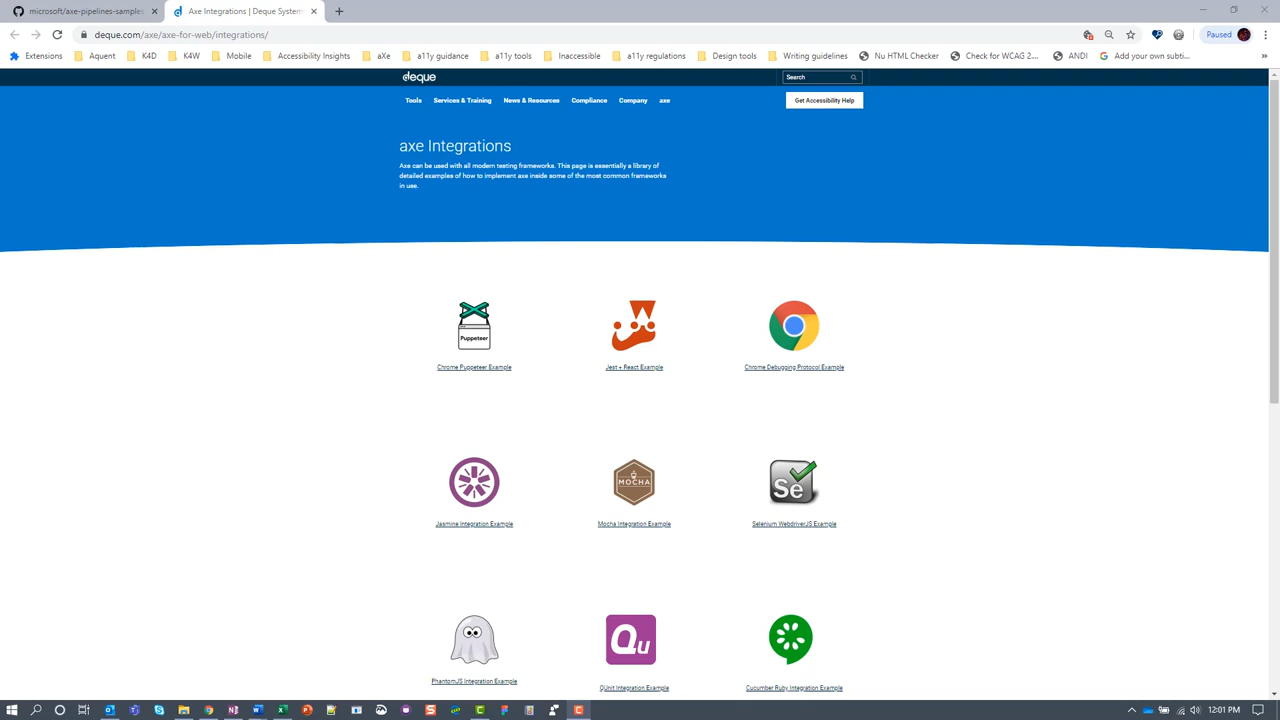 microsoft/axe-pipelines-sample:
Axe Integrations | Deque System
deque.com/axe/axe-for-web/integrations/
Paused
Extensions
Aquent
K4D
K4W
Mobile
Accessibility Insights
aXe
a11y guidance
a11y tools
Inaccessible
a11y regulations
Design tools
Writing guidelines
Nu HTML Checker
Check for WCAG 2....
ANDI
Add your own subti...
»
deque
Search
Tools
Services & Training
News & Resources
Compliance
Company
axe
Get Accessibility Help
axe Integrations
Axe can be used with all modern testing frameworks. This page is essentially a library of
detailed examples of how to implement axe inside some of the most common frameworks
in use.
Puppeteer
Chrome Puppeteer Example
Jest + React Example
Chrome Debugging Protocol Example
MOCHA
Se
Jasmine Integration Example
Mocha Integration Example
Selenium WebdriverJS Example
Qu
PhantomJS Integration Example
QUnit Integration Example
Cucumber Ruby Integration Example
12:01 PM